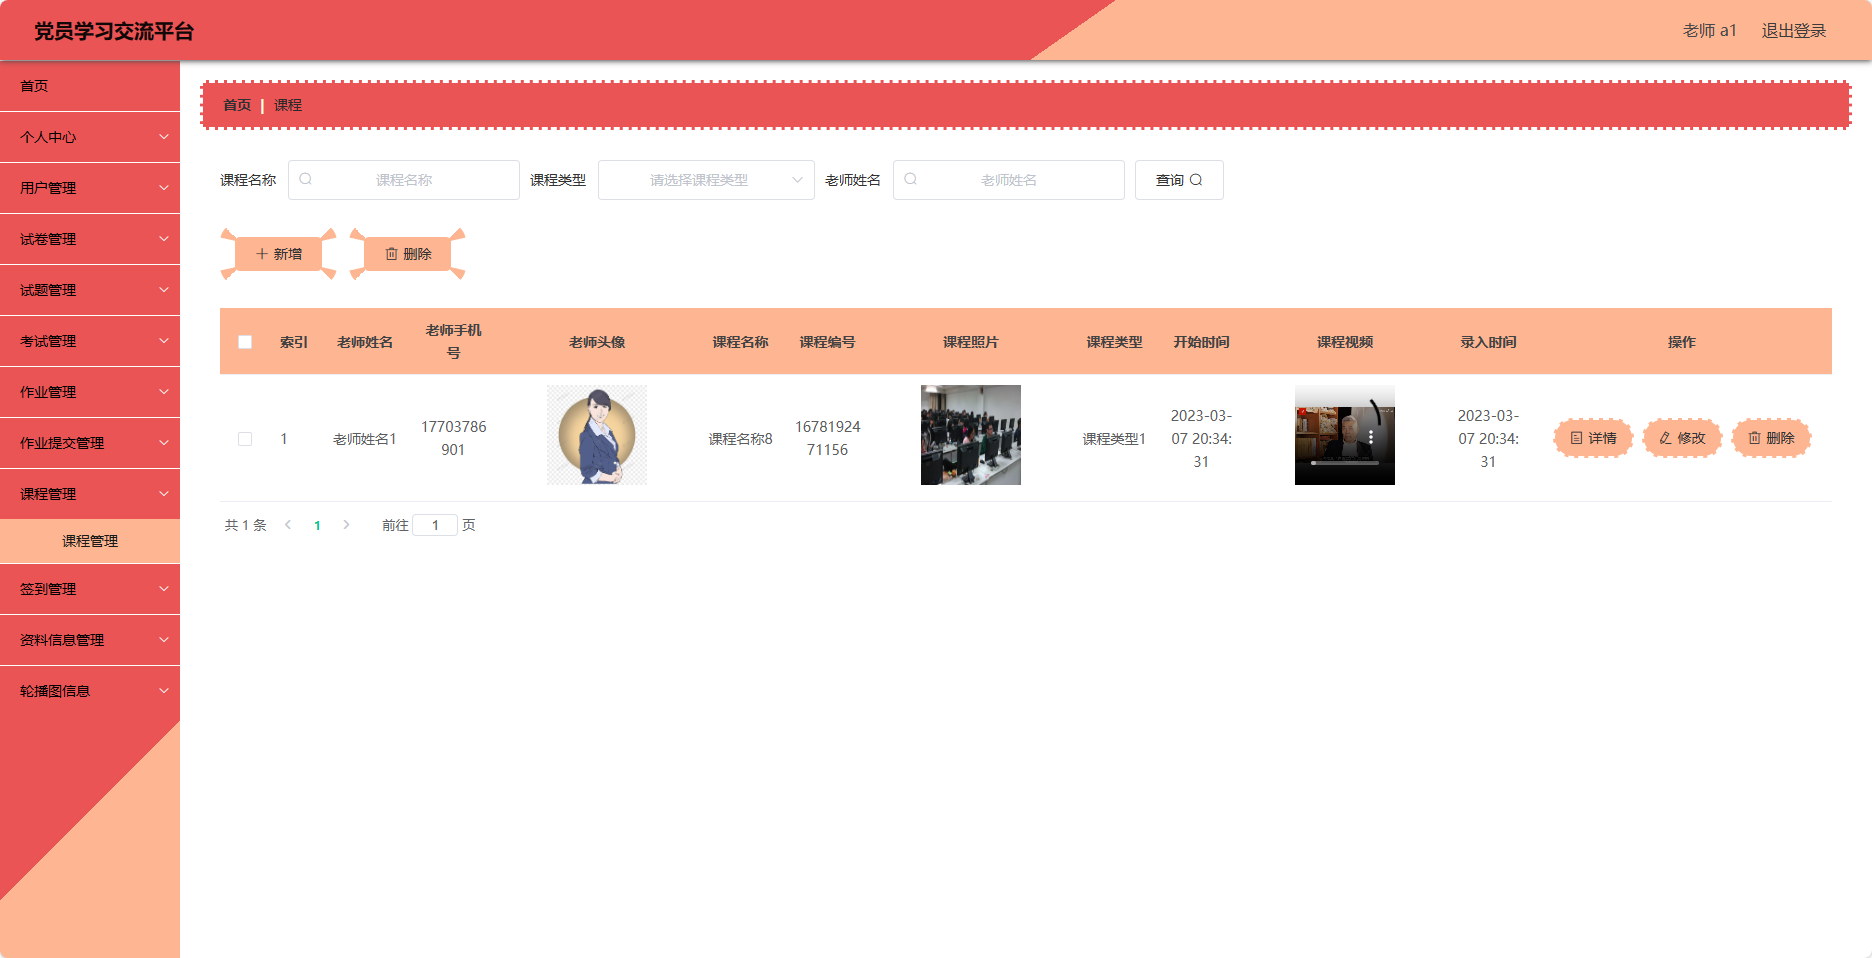 党员学习交流平台
老师 a1 退出登录
首页
个人中心
用户管理
试卷管理
试题管理
考试管理
作业管理
作业提交管理
课程管理
课程管理
签到管理
资料信息管理
轮播图信息
首页 | 课程
课程名称 课程名称 课程类型 请选择课程类型 老师姓名 老师姓名 查询
新增 删除
索引 老师姓名 老师手机号 老师头像 课程名称 课程编号 课程照片 课程类型 开始时间 课程视频 录入时间 操作
1 老师姓名1 17703786901 课程名称8 1678192471156 课程类型1 2023-03-07 20:34:31 2023-03-07 20:34:31 详情 修改 删除
共 1 条 1 前往 1 页